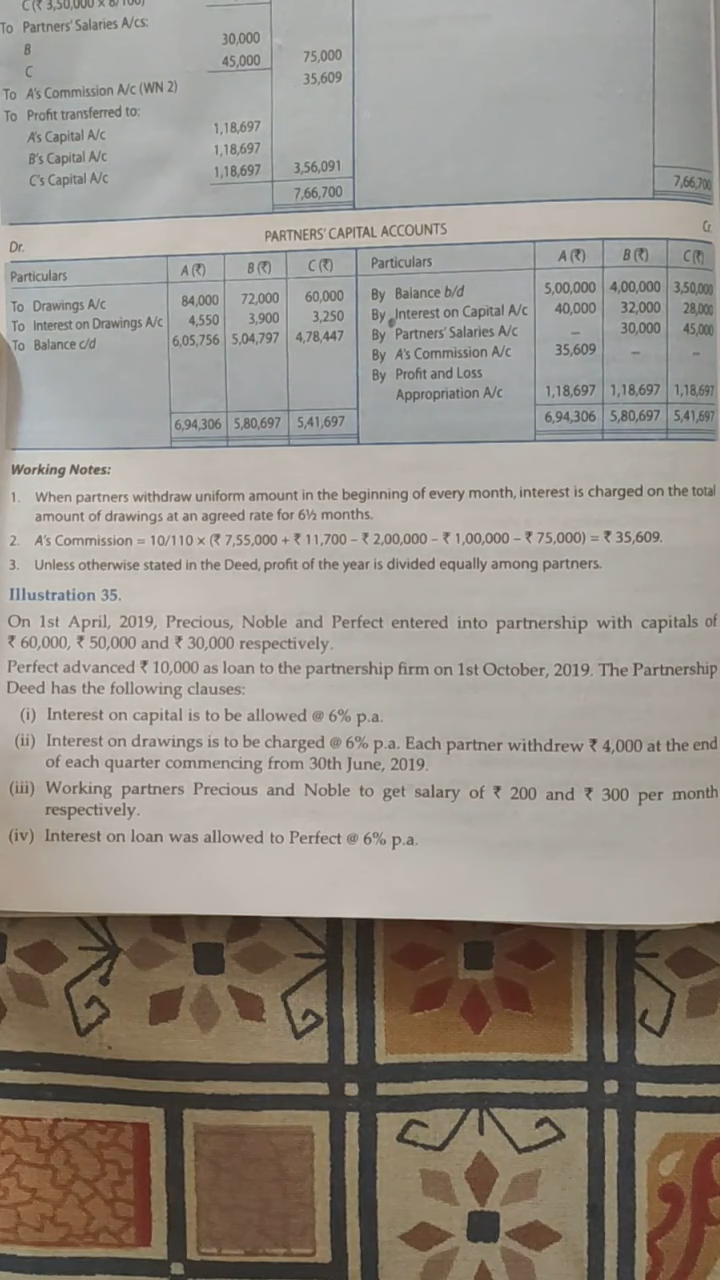 C (₹ 3,50,000 × 8/100)
To Partners' Salaries A/cs:
B 30,000
C 45,000 75,000
To A's Commission A/c (WN 2) 35,609
To Profit transferred to:
A's Capital A/c 1,18,697
B's Capital A/c 1,18,697
C's Capital A/c 1,18,697 3,56,091
7,66,700 7,66,700
PARTNERS' CAPITAL ACCOUNTS
Dr. Cr.
Particulars A (₹) B (₹) C (₹) Particulars A (₹) B (₹) C (₹)
To Drawings A/c 84,000 72,000 60,000 By Balance b/d 5,00,000 4,00,000 3,50,000
To Interest on Drawings A/c 4,550 3,900 3,250 By Interest on Capital A/c 40,000 32,000 28,000
To Balance c/d 6,05,756 5,04,797 4,78,447 By Partners' Salaries A/c – 30,000 45,000
By A's Commission A/c 35,609 – –
By Profit and Loss
Appropriation A/c 1,18,697 1,18,697 1,18,697
6,94,306 5,80,697 5,41,697 6,94,306 5,80,697 5,41,697
Working Notes:
1. When partners withdraw uniform amount in the beginning of every month, interest is charged on the total
amount of drawings at an agreed rate for 6½ months.
2. A's Commission = 10/110 × (₹ 7,55,000 + ₹ 11,700 – ₹ 2,00,000 – ₹ 1,00,000 – ₹ 75,000) = ₹ 35,609.
3. Unless otherwise stated in the Deed, profit of the year is divided equally among partners.
Illustration 35.
On 1st April, 2019, Precious, Noble and Perfect entered into partnership with capitals of
₹ 60,000, ₹ 50,000 and ₹ 30,000 respectively.
Perfect advanced ₹ 10,000 as loan to the partnership firm on 1st October, 2019. The Partnership
Deed has the following clauses:
(i) Interest on capital is to be allowed @ 6% p.a.
(ii) Interest on drawings is to be charged @ 6% p.a. Each partner withdrew ₹ 4,000 at the end
of each quarter commencing from 30th June, 2019.
(iii) Working partners Precious and Noble to get salary of ₹ 200 and ₹ 300 per month
respectively.
(iv) Interest on loan was allowed to Perfect @ 6% p.a.